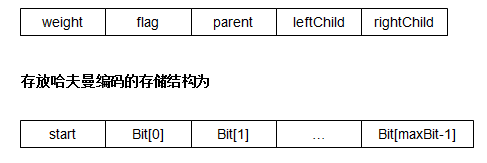 weight flag parent leftChild rightChild
存放哈夫曼编码的存储结构为
start Bit[0] Bit[1] … Bit[maxBit-1]